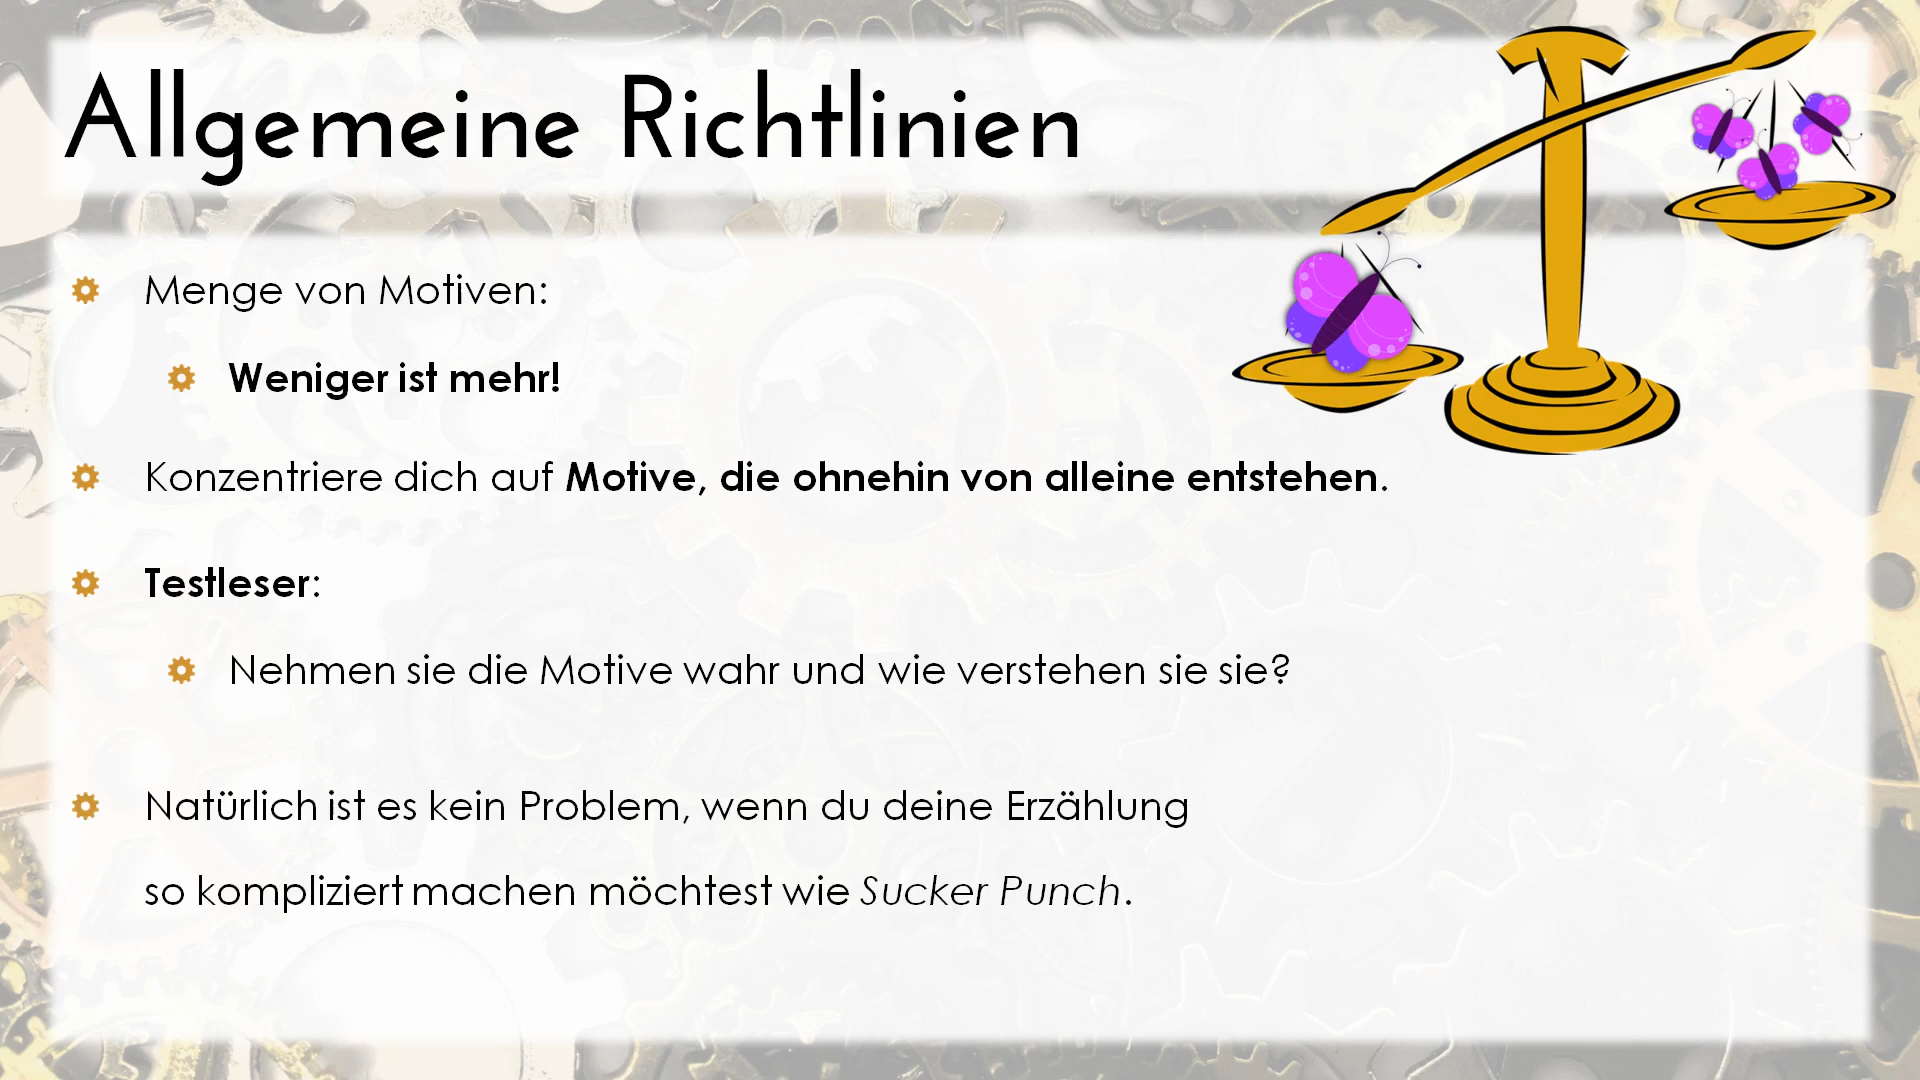 Allgemeine Richtlinien
Menge von Motiven:
Weniger ist mehr!
Konzentriere dich auf Motive, die ohnehin von alleine entstehen.
Testleser:
Nehmen sie die Motive wahr und wie verstehen sie sie?
Natürlich ist es kein Problem, wenn du deine Erzählung
so kompliziert machen möchtest wie Sucker Punch.